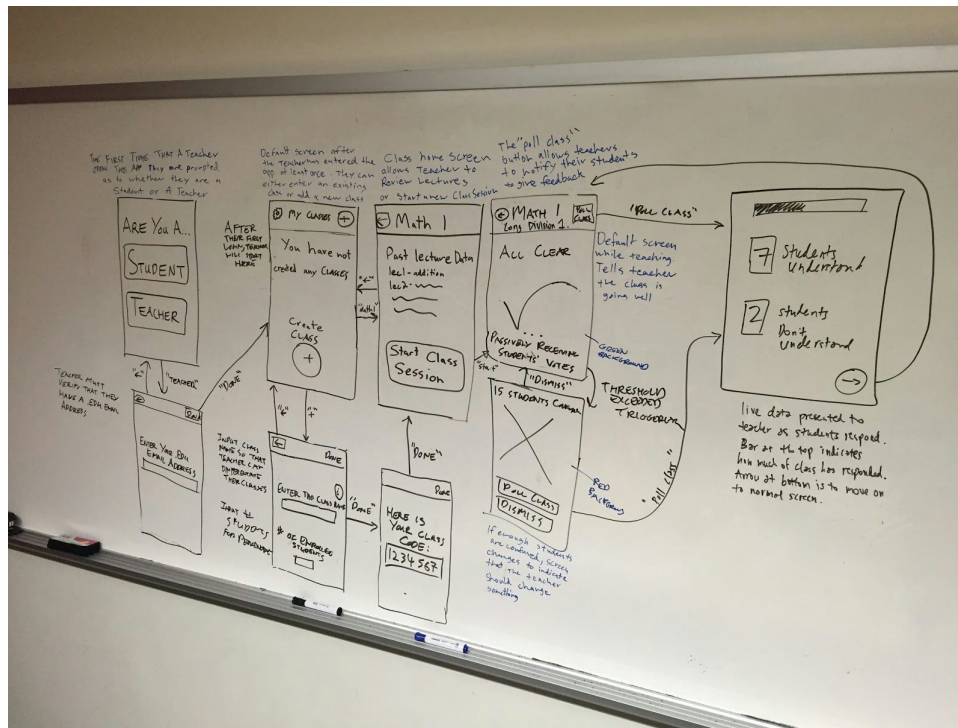 THE FIRST TIME THAT A Teacher
THIS APP They are prompted
as to whether they are a
Student or A Teacher
ARE YOU A...
STUDENT
TEACHER
"←"
"TEACHER"
TEACHER MUST
VERIFY THAT THEY
HAVE A .EDU EMAIL
ADDRESS
←
ENTER YOUR EDU
EMAIL ADDRESS
"DONE"
AFTER
THEIR FIRST
TEACHER
WILL START
HERE
Default screen after
the Teacher has entered the
app at least once. They can
either enter an existing
class or add a new class
MY CLASSES
+
You have not
created any CLASSES
Create
CLASS
+
"←"
"+"
INPUT CLASS
NAME SO THAT
TEACHER CAN
DIFFERENTIATE
THEIR CLASSES
INPUT #
STUDENTS
FOR
←
DONE
ENTER THE CLASS NAME
# OF ENROLLED
STUDENTS
"DONE"
Done
HERE IS
YOUR CLASS
CODE:
1234567
"DONE"
"←"
"Math 1"
Class home screen
allows Teacher to
Review Lectures
or start new Class Session
← Math 1
Past lecture Data
lec1-addition
lec2-
Start Class
Session
"start"
The "poll class"
button allows teachers
to notify their students
to give feedback
MATH 1
Long Division 1.
POLL
CLASS
ALL CLEAR
...
PASSIVELY RECEIVING
STUDENTS' VOTES
Default screen
while teaching.
Tells teacher
the class is
going well
GREEN
BACKGROUND
"DISMISS"
THRESHOLD
EXCEEDED
15 STUDENTS
POLL CLASS
DISMISS
RED
BACKGROUND
If enough students
are confused, screen
changes to indicate
that the teacher
should change
something
"POLL CLASS"
"Poll class"
7 Students
Understand
2 students
Don't
Understand
→
live data presented to
teacher as students respond.
Bar at the top indicates
how much of class has responded.
Arrow at bottom is to move on
to normal screen.